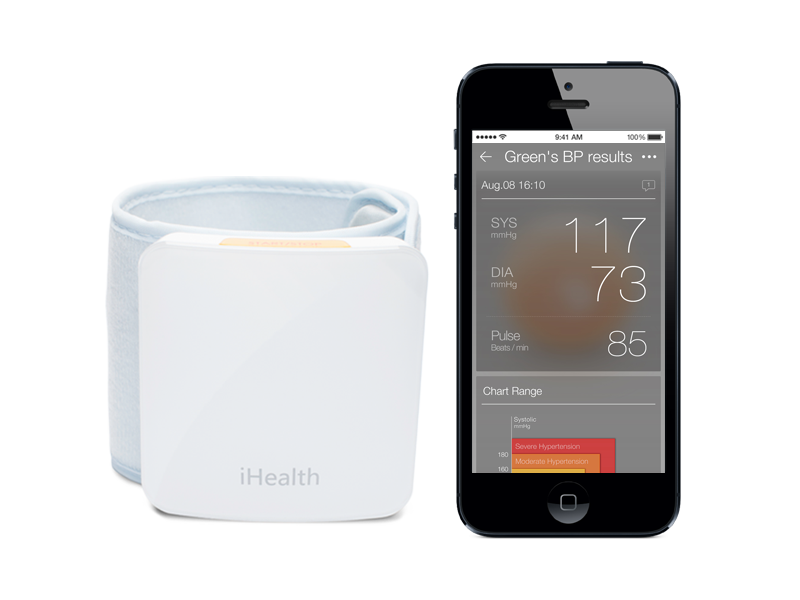 9:41 AM 100%
Green's BP results
Aug.08 16:10 1
SYS 117
mmHg
DIA 73
mmHg
Pulse 85
Beats / min
Chart Range
Systolic
mmHg
Severe Hypertension
180
Moderate Hypertension
160
iHealth